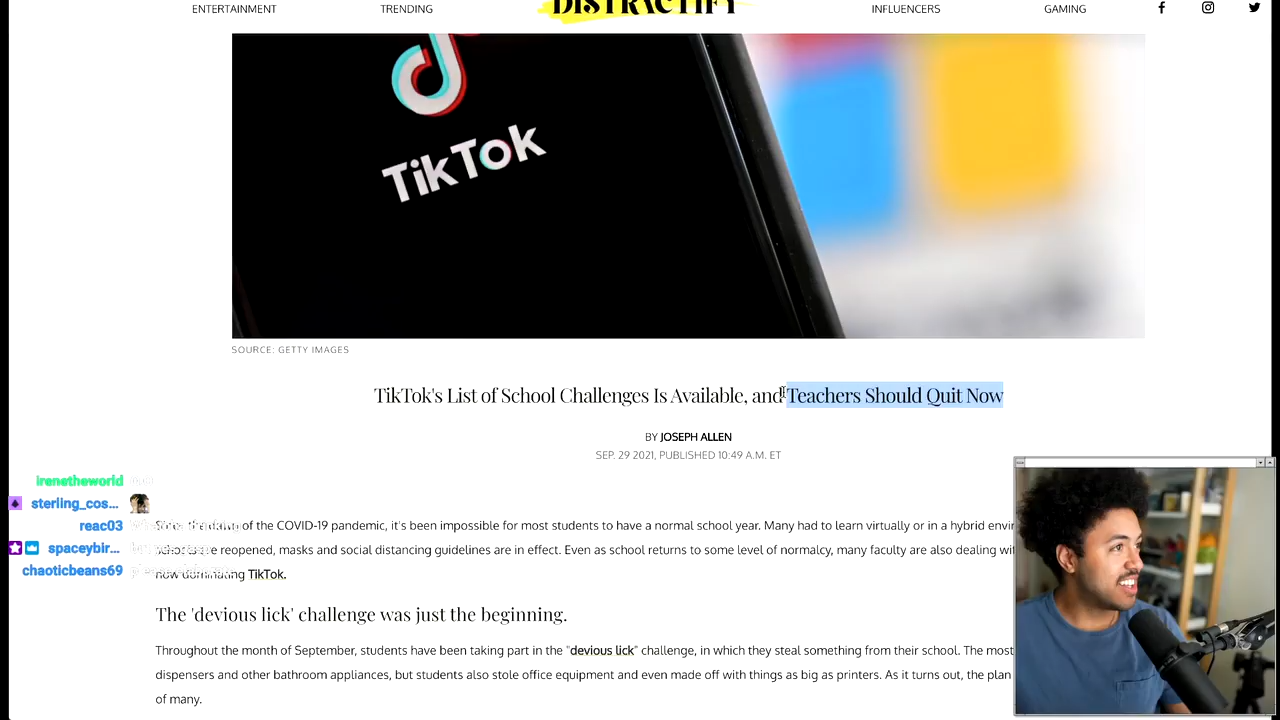 ENTERTAINMENT TRENDING DISTRACTIFY INFLUENCERS GAMING
TikTok
SOURCE: GETTY IMAGES
TikTok's List of School Challenges Is Available, and Teachers Should Quit Now
BY JOSEPH ALLEN
SEP. 29 2021, PUBLISHED 10:49 A.M. ET
irenetheworld
sterling_cos...
reac03
spaceybir...
chaoticbeans69
of the COVID-19 pandemic, it's been impossible for most students to have a normal school year. Many had to learn virtually or in a hybrid
reopened, masks and social distancing guidelines are in effect. Even as school returns to some level of normalcy, many faculty are also dealing
now dominating TikTok.
The 'devious lick' challenge was just the beginning.
Throughout the month of September, students have been taking part in the "devious lick" challenge, in which they steal something from their school. The most
dispensers and other bathroom appliances, but students also stole office equipment and even made off with things as big as printers. As it turns out, the plan
of many.